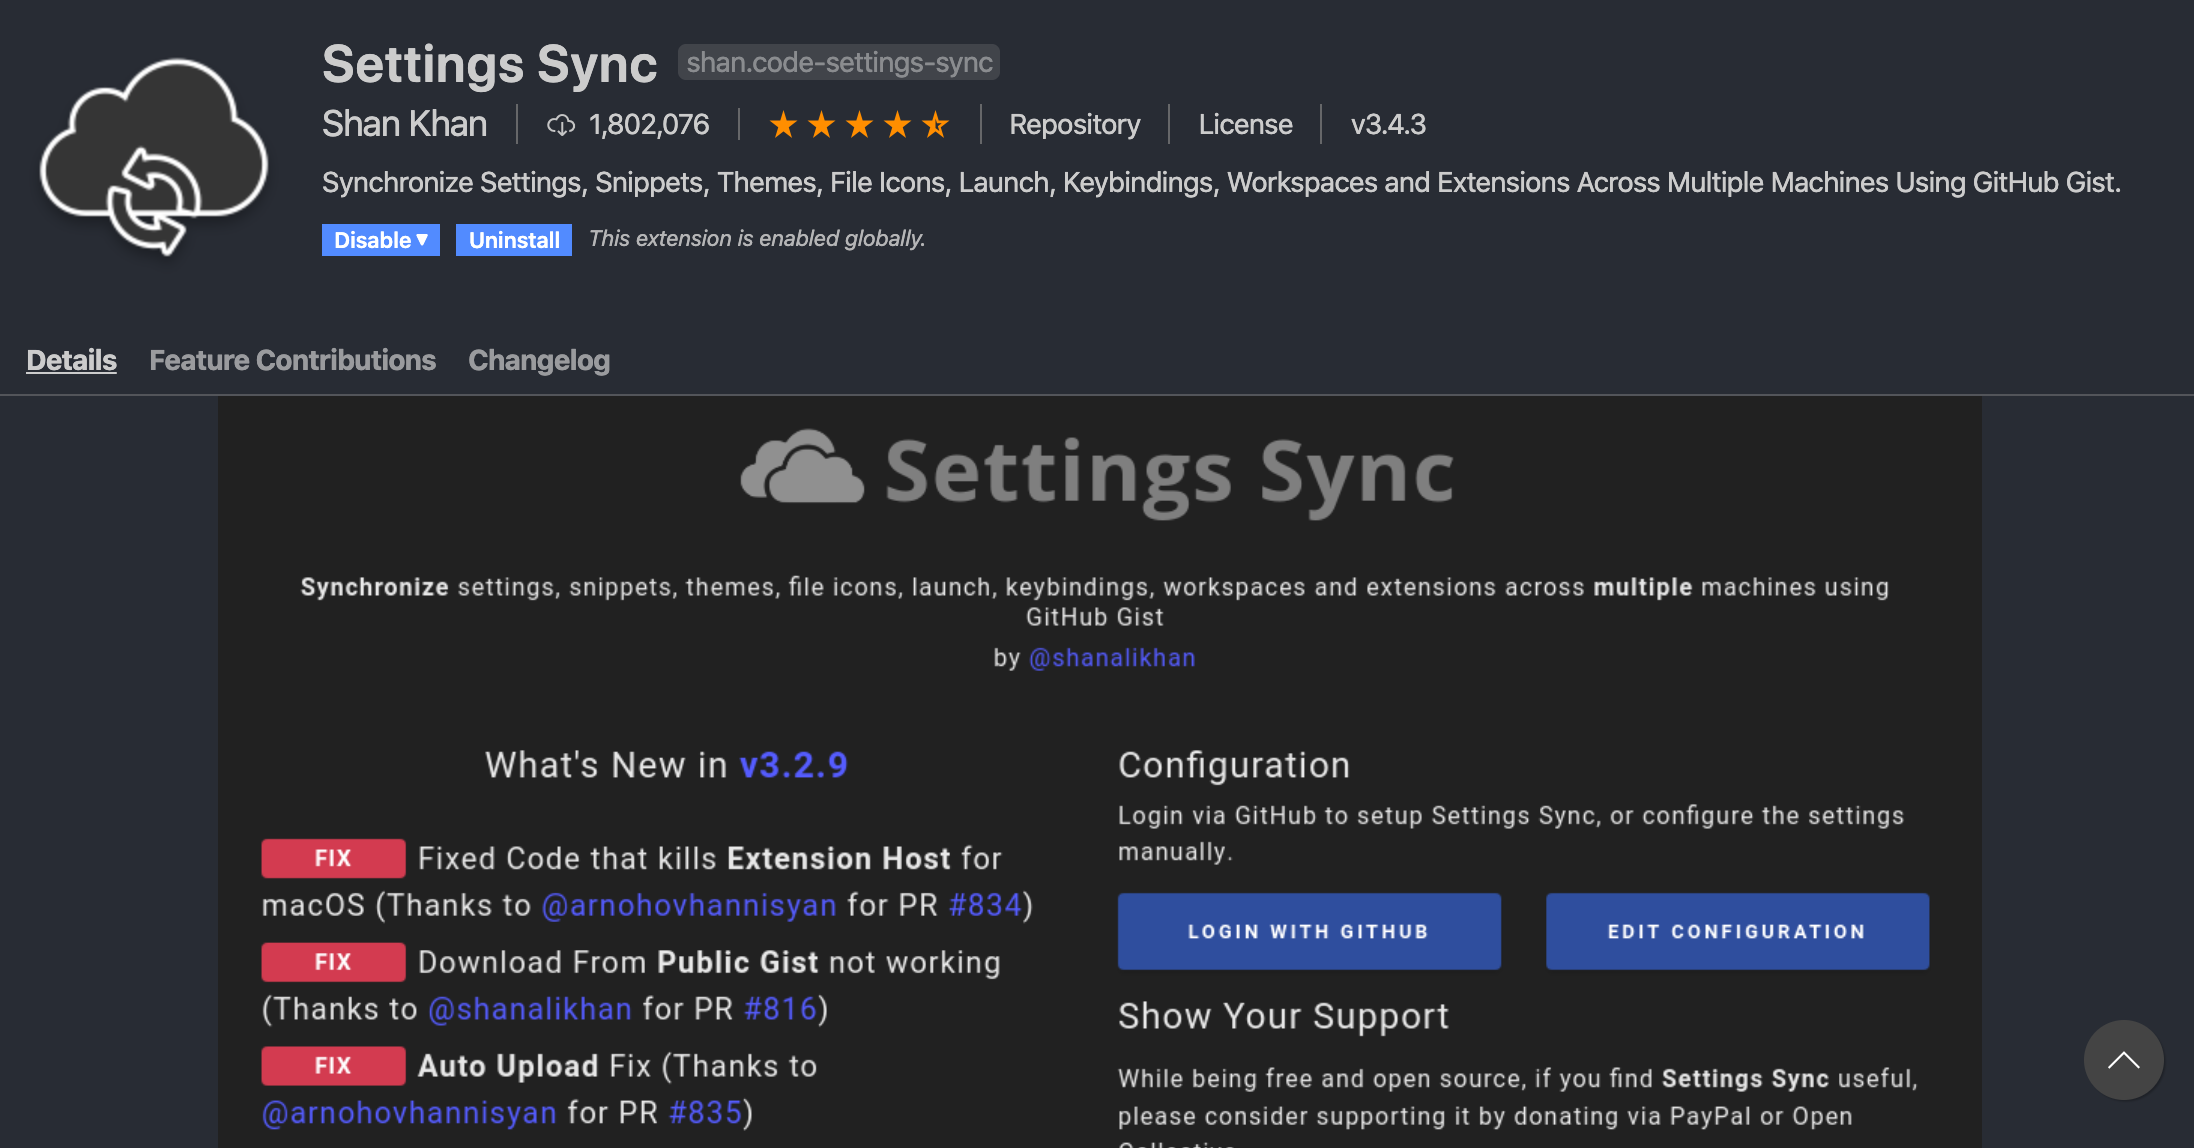 Settings Sync shan.code-settings-sync
Shan Khan 1,802,076 Repository License v3.4.3
Synchronize Settings, Snippets, Themes, File Icons, Launch, Keybindings, Workspaces and Extensions Across Multiple Machines Using GitHub Gist.
Disable Uninstall This extension is enabled globally.
Details Feature Contributions Changelog
Settings Sync
Synchronize settings, snippets, themes, file icons, launch, keybindings, workspaces and extensions across multiple machines using
GitHub Gist
by @shanalikhan
What's New in v3.2.9
FIX Fixed Code that kills Extension Host for
macOS (Thanks to @arnohovhannisyan for PR #834)
FIX Download From Public Gist not working
(Thanks to @shanalikhan for PR #816)
FIX Auto Upload Fix (Thanks to
@arnohovhannisyan for PR #835)
Configuration
Login via GitHub to setup Settings Sync, or configure the settings
manually.
LOGIN WITH GITHUB EDIT CONFIGURATION
Show Your Support
While being free and open source, if you find Settings Sync useful,
please consider supporting it by donating via PayPal or Open